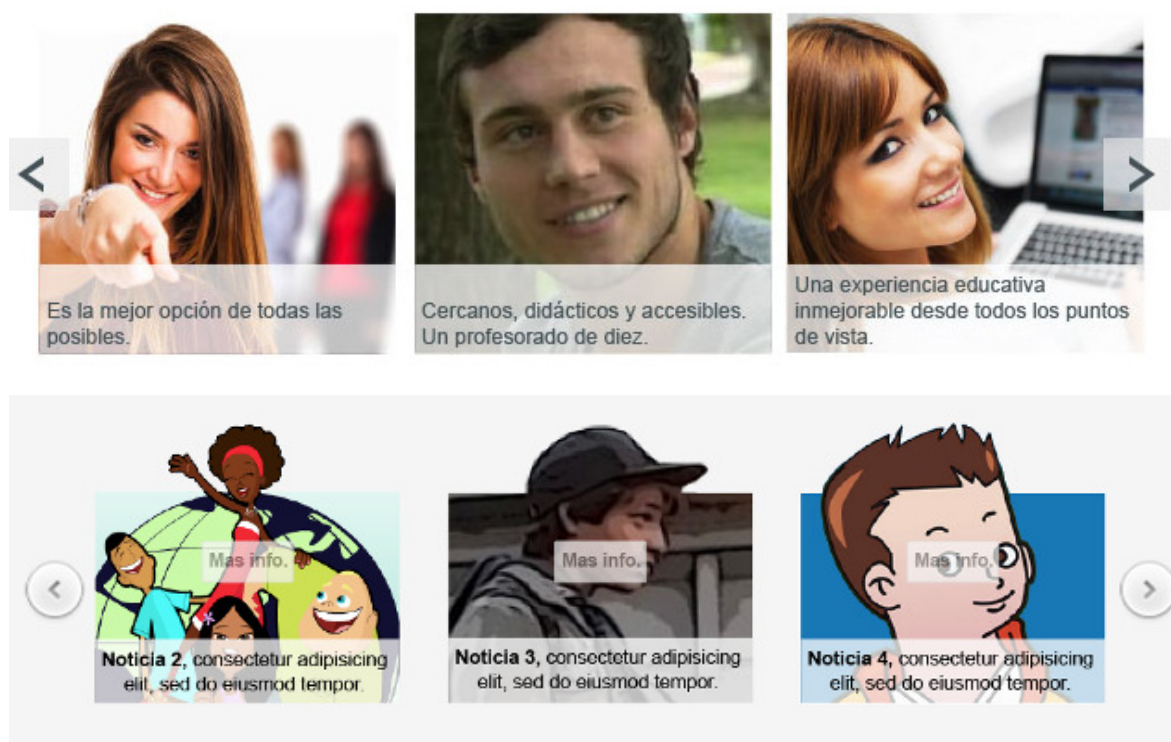 Es la mejor opción de todas las
posibles.
Cercanos, didácticos y accesibles.
Un profesorado de diez.
Una experiencia educativa
inmejorable desde todos los puntos
de vista.
Mas info.
Noticia 2, consectetur adipisicing
elit, sed do eiusmod tempor.
Mas info.
Noticia 3, consectetur adipisicing
elit, sed do eiusmod tempor.
Mas info.
Noticia 4, consectetur adipisicing
elit, sed do eiusmod tempor.